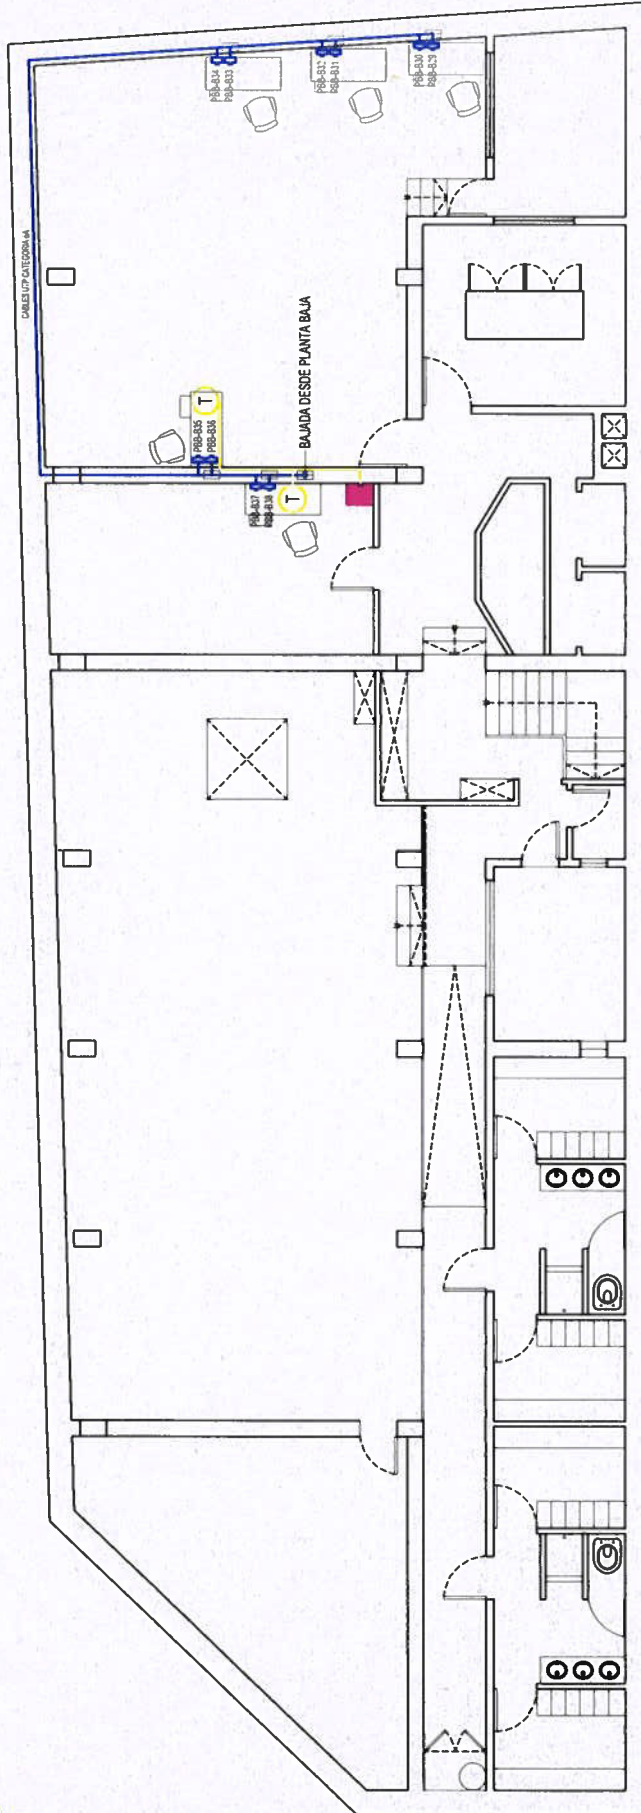 PBB-B34
PBB-B33
PBB-B32
PBB-B31
PBB-B30
PBB-B29
CABLES UTP CATEGORIA 6A
BAJADA DESDE PLANTA BAJA
PBB-B35
PBB-B36
T
PBB-B37
PBB-B38
T